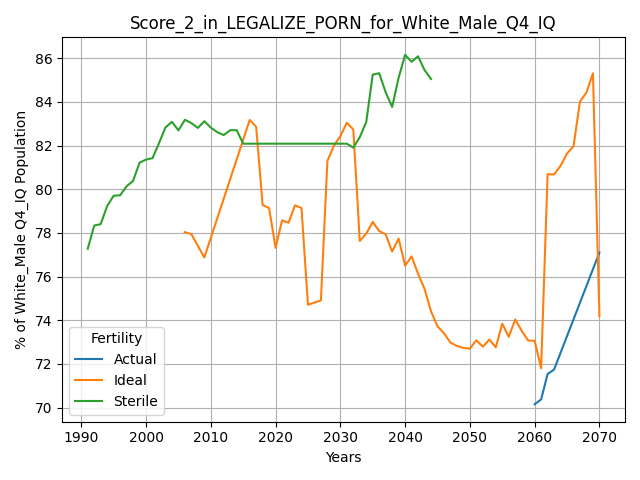 Score_2_in_LEGALIZE_PORN_for_White_Male_Q4_IQ
% of White_Male Q4_IQ Population
86
84
82
80
78
76
74
72
70
Fertility
Actual
Ideal
Sterile
1990 2000 2010 2020 2030 2040 2050 2060 2070
Years